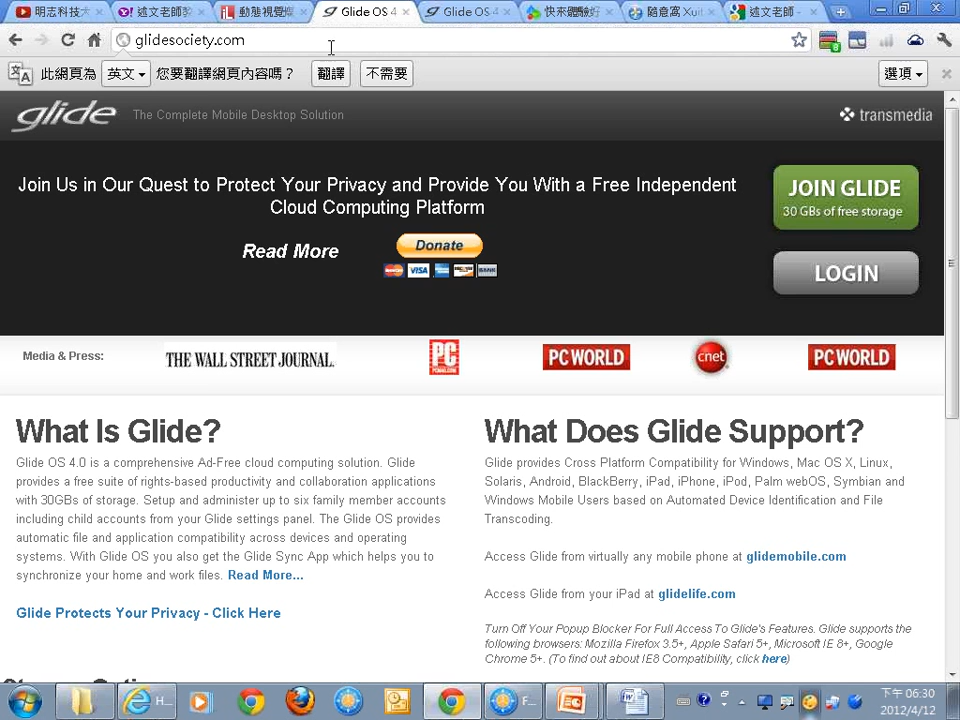 明志科技大
述文老師教
動態視覺
Glide OS 4
Glide OS 4
快來體驗好
隨意窩 Xuit
述文老師 -
glidesociety.com
此網頁為 英文 您要翻譯網頁內容嗎？ 翻譯 不需要 選項
glide The Complete Mobile Desktop Solution
transmedia
Join Us in Our Quest to Protect Your Privacy and Provide You With a Free Independent
Cloud Computing Platform
Read More
Donate
VISA
JOIN GLIDE
30 GBs of free storage
LOGIN
Media & Press:
THE WALL STREET JOURNAL.
PC
PC WORLD
cnet
PC WORLD
What Is Glide?
Glide OS 4.0 is a comprehensive Ad-Free cloud computing solution. Glide
provides a free suite of rights-based productivity and collaboration applications
with 30GBs of storage. Setup and administer up to six family member accounts
including child accounts from your Glide settings panel. The Glide OS provides
automatic file and application compatibility across devices and operating
systems. With Glide OS you also get the Glide Sync App which helps you to
synchronize your home and work files. Read More...
Glide Protects Your Privacy - Click Here
What Does Glide Support?
Glide provides Cross Platform Compatibility for Windows, Mac OS X, Linux,
Solaris, Android, BlackBerry, iPad, iPhone, iPod, Palm webOS, Symbian and
Windows Mobile Users based on Automated Device Identification and File
Transcoding.
Access Glide from virtually any mobile phone at glidemobile.com
Access Glide from your iPad at glidelife.com
Turn Off Your Popup Blocker For Full Access To Glide's Features. Glide supports the
following browsers: Mozilla Firefox 3.5+, Apple Safari 5+, Microsoft IE 8+, Google
Chrome 5+. (To find out about IE8 Compatibility, click here)
H...
F...
下午 06:30
2012/4/12